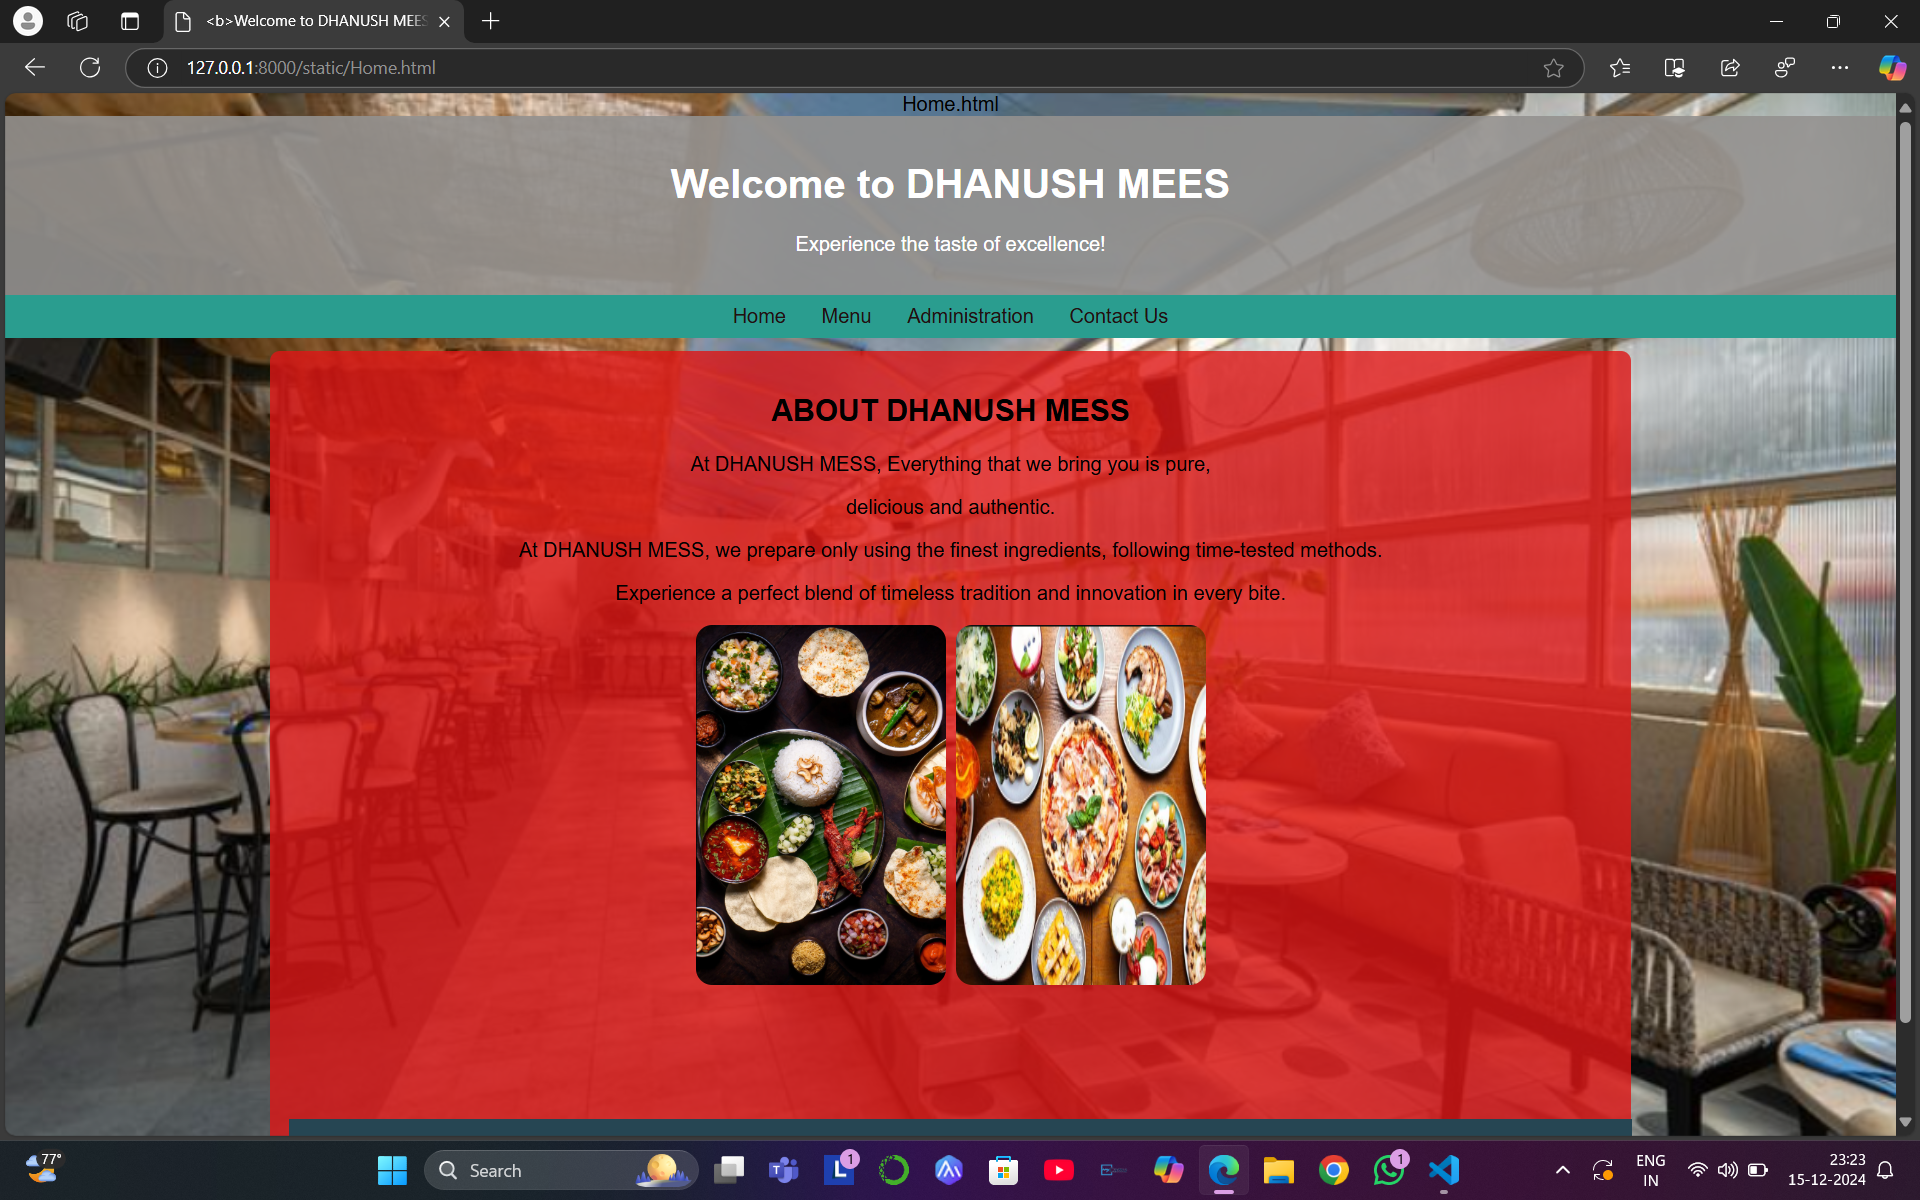 <b>Welcome to DHANUSH MEES
127.0.0.1:8000/static/Home.html
Home.html
Welcome to DHANUSH MEES
Experience the taste of excellence!
Home Menu Administration Contact Us
ABOUT DHANUSH MESS
At DHANUSH MESS, Everything that we bring you is pure,
delicious and authentic.
At DHANUSH MESS, we prepare only using the finest ingredients, following time-tested methods.
Experience a perfect blend of timeless tradition and innovation in every bite.
77°
Search
1
1
ENG
IN
23:23
15-12-2024